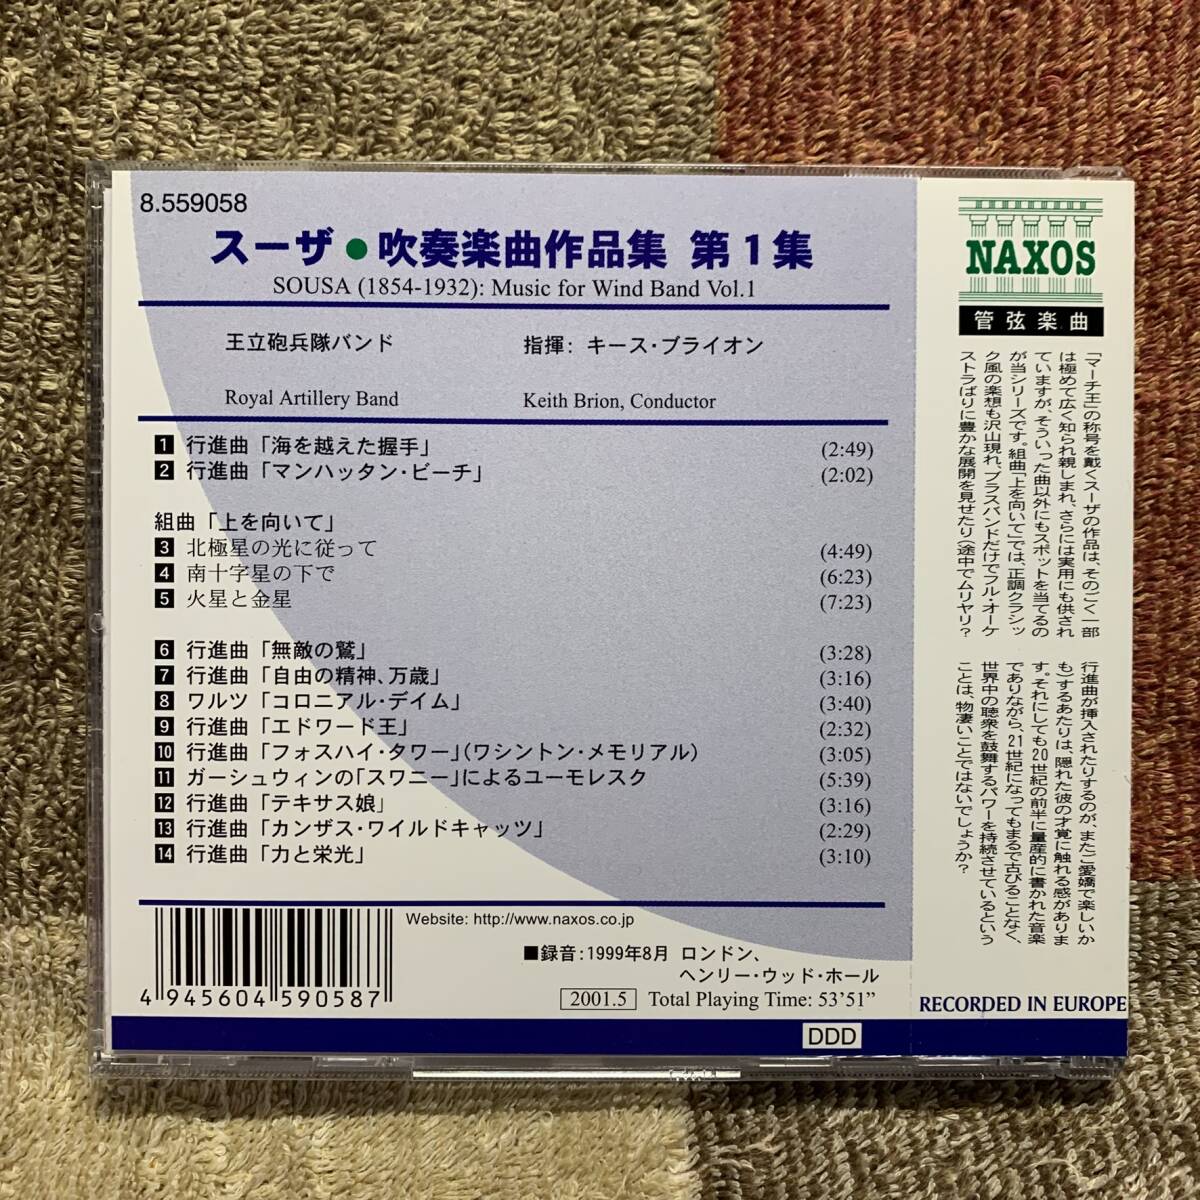 8.559058
スーザ●吹奏楽曲作品集 第1集
SOUSA (1854-1932): Music for Wind Band Vol.1
王立砲兵隊バンド 指揮: キース・ブライオン
Royal Artillery Band Keith Brion, Conductor
1 行進曲「海を越えた握手」 (2:49)
2 行進曲「マンハッタン・ビーチ」 (2:02)
組曲「上を向いて」
3 北極星の光に従って (4:49)
4 南十字星の下で (6:23)
5 火星と金星 (7:23)
6 行進曲「無敵の鷲」 (3:28)
7 行進曲「自由の精神、万歳」 (3:16)
8 ワルツ「コロニアル・デイム」 (3:40)
9 行進曲「エドワード王」 (2:32)
10 行進曲「フォスハイ・タワー」(ワシントン・メモリアル) (3:05)
11 ガーシュウィンの「スワニー」によるユーモレスク (5:39)
12 行進曲「テキサス娘」 (3:16)
13 行進曲「カンザス・ワイルドキャッツ」 (2:29)
14 行進曲「力と栄光」 (3:10)
Website: http://www.naxos.co.jp
■録音:1999年8月 ロンドン、
ヘンリー・ウッド・ホール
4 945604 590587
2001.5 Total Playing Time: 53'51”
DDD
NAXOS
管弦楽曲
「マーチ王」の称号を戴くスーザの作品は、そのごく一部
は極めて広く知られ親しまれ、さらには実用にも供され
ていますが、そういった曲以外にもスポットを当てるの
が当シリーズです。組曲「上を向いて」では、正調クラシッ
ク風の楽想も沢山現れ、ブラスバンドだけでフル・オーケ
ストラばりに豊かな展開を見せたり(途中でムリヤリ?
行進曲が挿入されたりするのが、またご愛嬌で楽しいか
も)するあたりは、隠れた彼の才覚に触れる感がありま
す。それにしても20世紀の前半に量産的に書かれた音楽
でありながら、21世紀になってもまるで古びることなく、
世界中の聴衆を鼓舞するパワーを持続させているという
ことは、物凄いことではないでしょうか?
RECORDED IN EUROPE